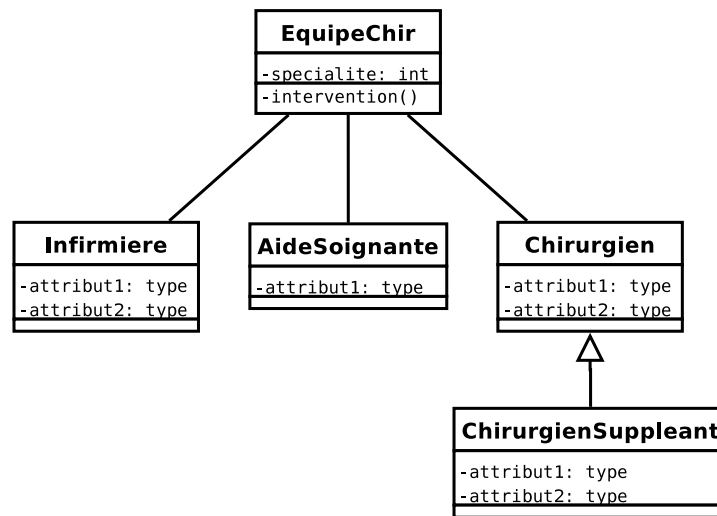 EquipeChir
-specialite: int
-intervention()
Infirmiere
-attribut1: type
-attribut2: type
AideSoignante
-attribut1: type
Chirurgien
-attribut1: type
-attribut2: type
ChirurgienSuppleant
-attribut1: type
-attribut2: type